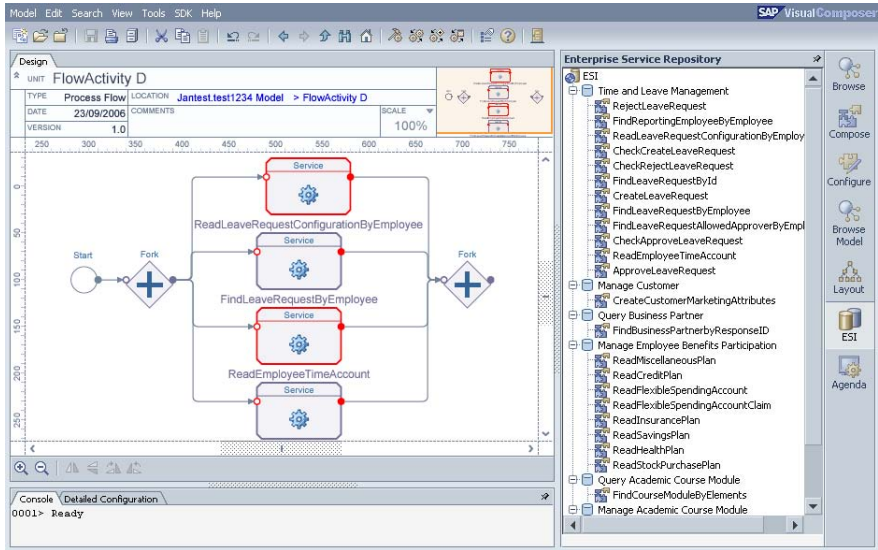 Model Edit Search View Tools SDK Help
SAP VisualComposer
Design
UNIT FlowActivity D
TYPE Process Flow LOCATION Jantest.test1234 Model > FlowActivity D
DATE 23/09/2006 COMMENTS SCALE
VERSION 1.0 100%
250 300 350 400 450 500 550 600 650 700 750
0
50
100
150
200
250
Service
ReadLeaveRequestConfigurationByEmployee
Start Fork Service Fork
FindLeaveRequestByEmployee
Service
ReadEmployeeTimeAccount
Service
Console Detailed Configuration
0001> Ready
Enterprise Service Repository
ESI
Time and Leave Management
RejectLeaveRequest
FindReportingEmployeeByEmployee
ReadLeaveRequestConfigurationByEmploy
CheckCreateLeaveRequest
CheckRejectLeaveRequest
FindLeaveRequestById
CreateLeaveRequest
FindLeaveRequestByEmployee
FindLeaveRequestAllowedApproverByEmpl
CheckApproveLeaveRequest
ReadEmployeeTimeAccount
ApproveLeaveRequest
Manage Customer
CreateCustomerMarketingAttributes
Query Business Partner
FindBusinessPartnerbyResponseID
Manage Employee Benefits Participation
ReadMiscellaneousPlan
ReadCreditPlan
ReadFlexibleSpendingAccount
ReadFlexibleSpendingAccountClaim
ReadInsurancePlan
ReadSavingsPlan
ReadHealthPlan
ReadStockPurchasePlan
Query Academic Course Module
FindCourseModuleByElements
Manage Academic Course Module
Browse
Compose
Configure
Browse
Model
Layout
ESI
Agenda